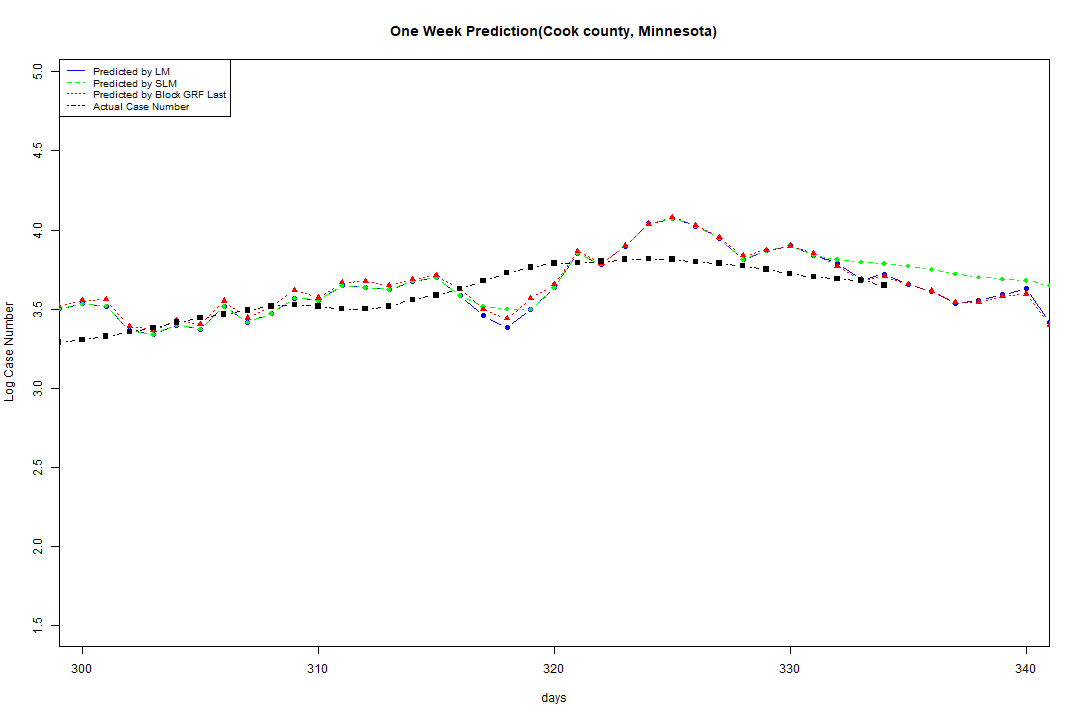 One Week Prediction(Cook county, Minnesota)
Predicted by LM
Predicted by SLM
Predicted by Block GRF Last
Actual Case Number
5.0
4.5
4.0
3.5
3.0
2.5
2.0
1.5
Log Case Number
300 310 320 330 340
days